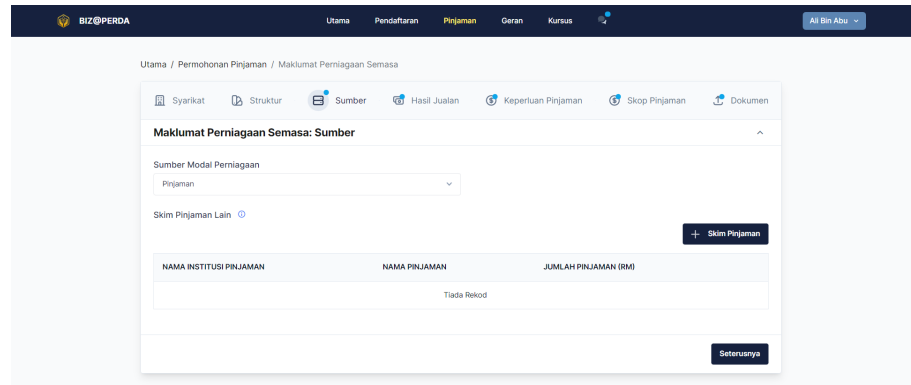 BIZ@PERDA Utama Pendaftaran Pinjaman Geran Kursus Ali Bin Abu
Utama / Permohonan Pinjaman / Maklumat Perniagaan Semasa
Syarikat Struktur Sumber Hasil Jualan Keperluan Pinjaman Skop Pinjaman Dokumen
Maklumat Perniagaan Semasa: Sumber
Sumber Modal Perniagaan
Pinjaman
Skim Pinjaman Lain
+ Skim Pinjaman
NAMA INSTITUSI PINJAMAN NAMA PINJAMAN JUMLAH PINJAMAN (RM)
Tiada Rekod
Seterusnya